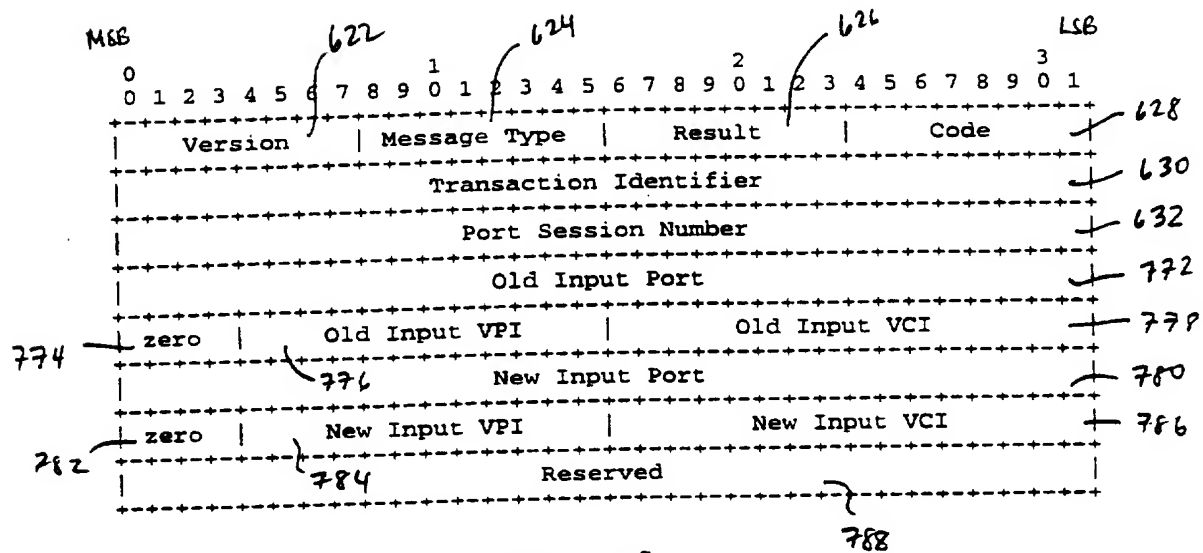 MSB 622 624 626 LSB
0 1 2 3
0 1 2 3 4 5 6 7 8 9 0 1 2 3 4 5 6 7 8 9 0 1 2 3 4 5 6 7 8 9 0 1
Version | Message Type | Result | Code 628
Transaction Identifier 630
Port Session Number 632
Old Input Port 772
774 zero | Old Input VPI | Old Input VCI 778
776
New Input Port 780
782 zero | New Input VPI | New Input VCI 786
784
Reserved
788